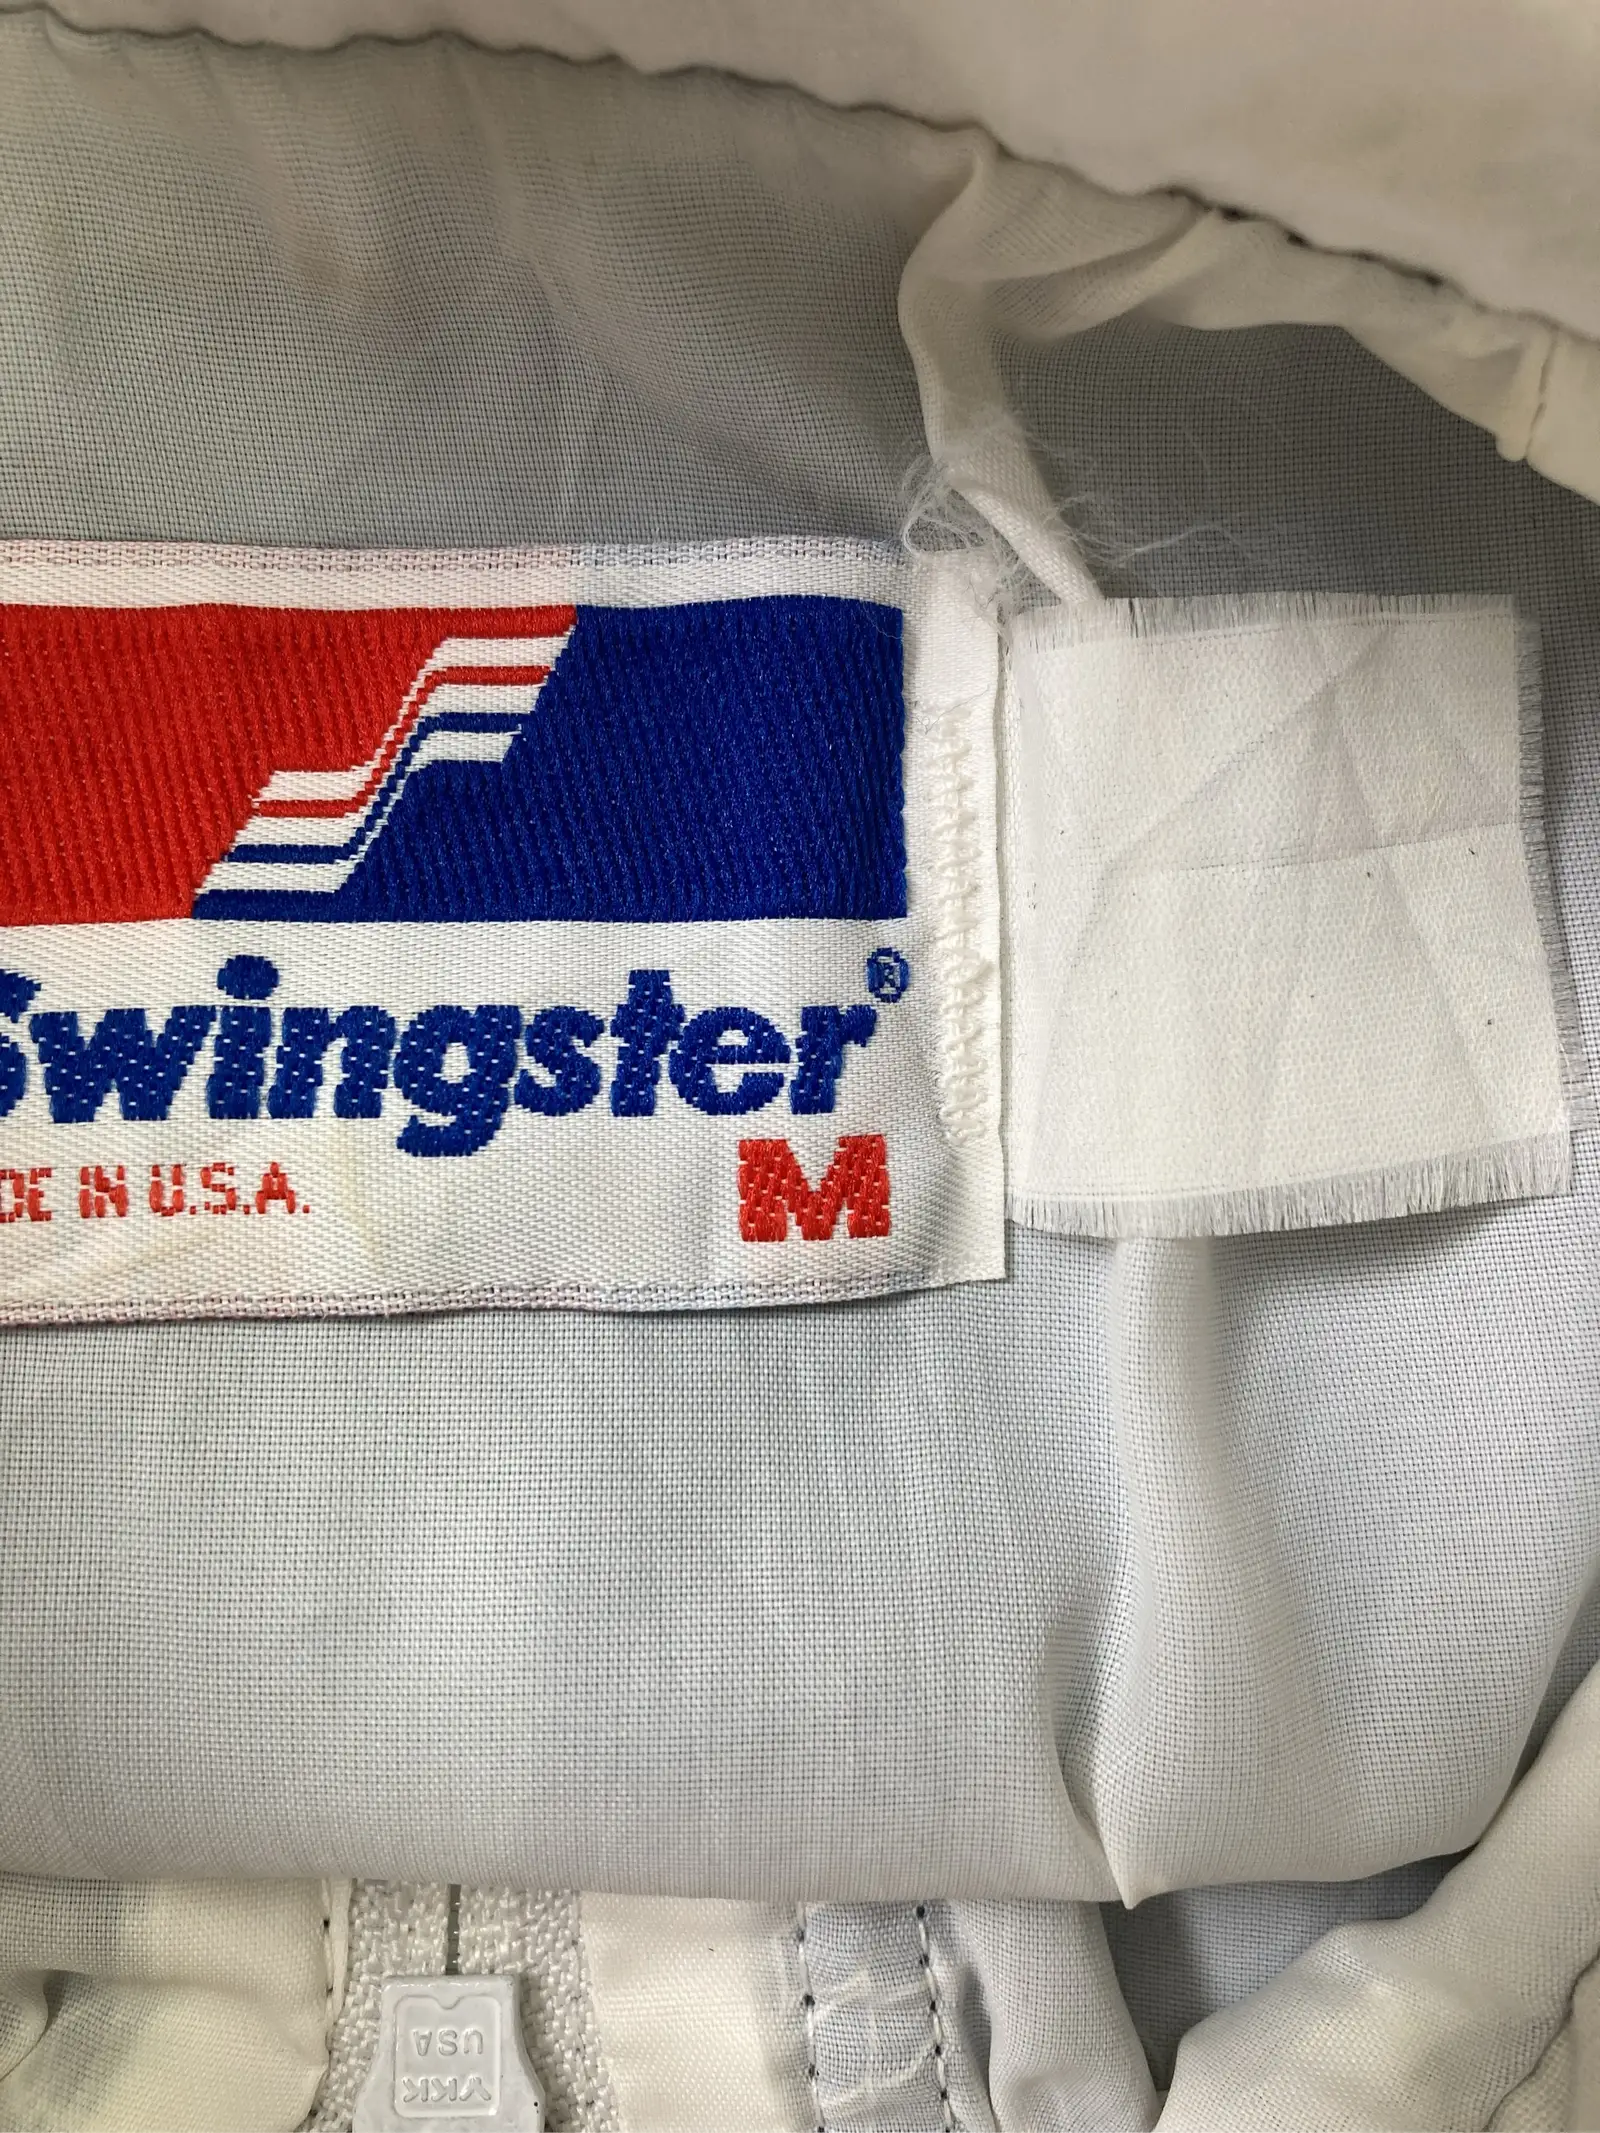 Swingster®
DE IN U.S.A.
M
YKK
USA